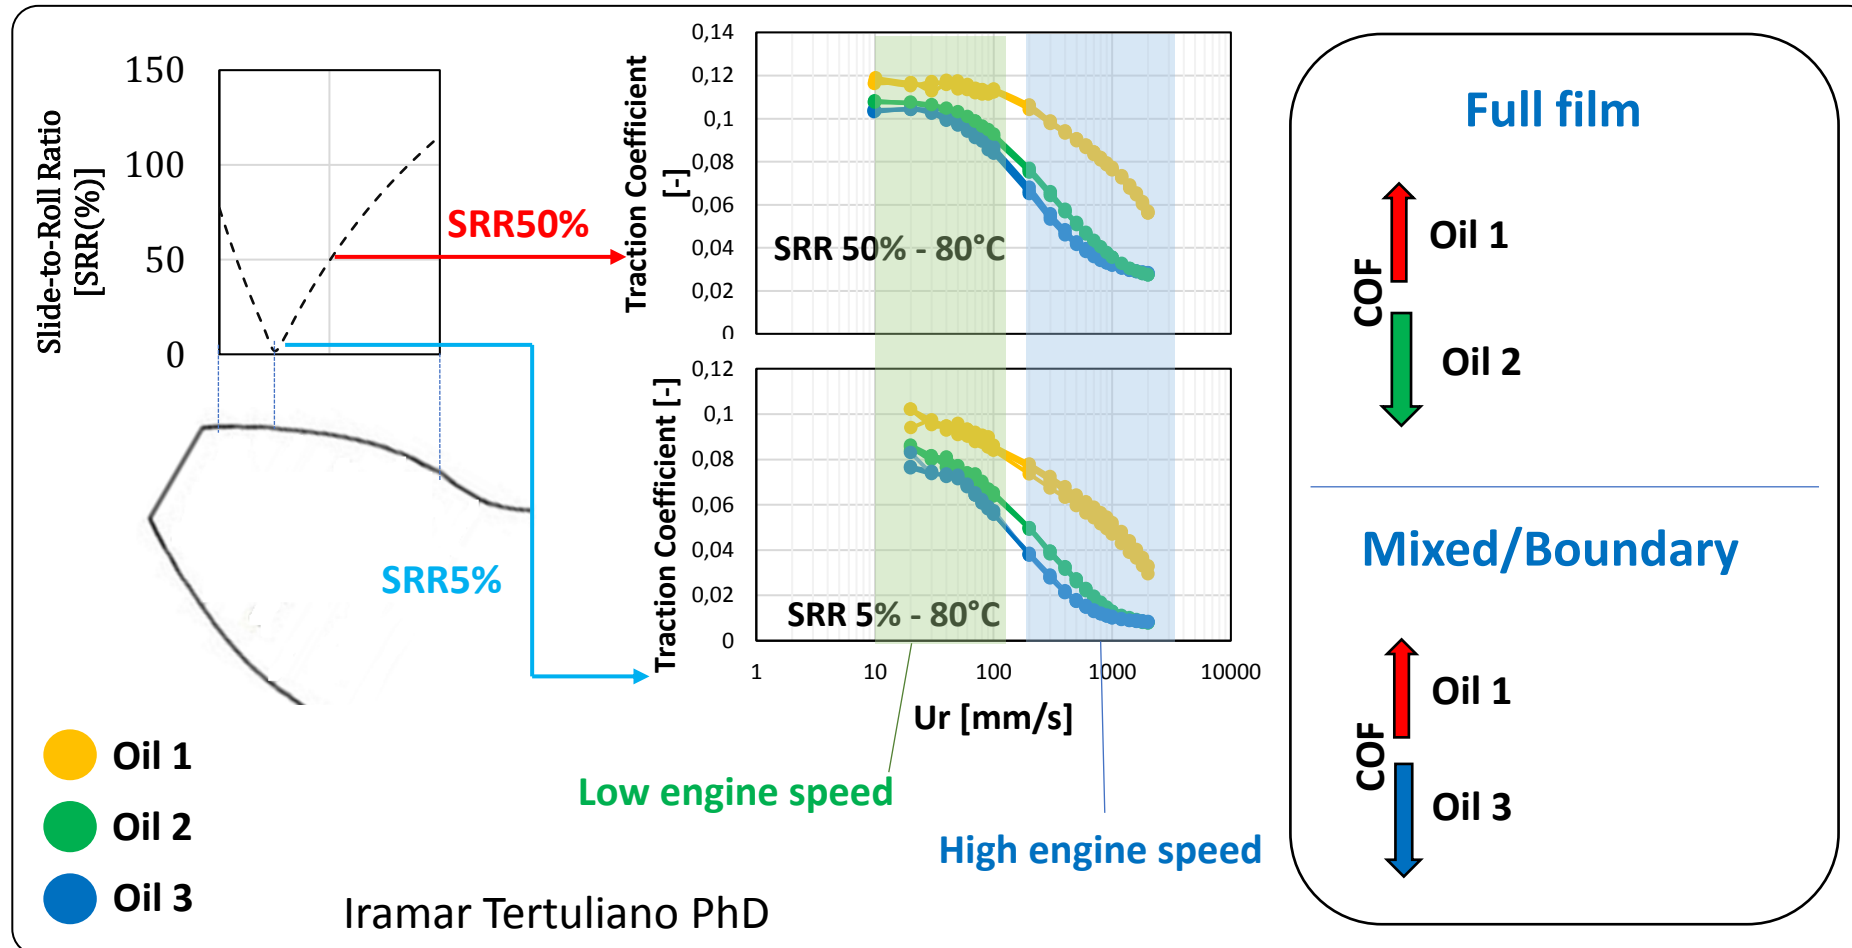 150
100
50
0
Slide-to-Roll Ratio
[SRR(%)]
SRR50%
SRR5%
Traction Coefficient
[-]
0,14
0,12
0,1
0,08
0,06
0,04
0,02
0
SRR 50% - 80°C
Traction Coefficient [-]
0,12
0,1
0,08
0,06
0,04
0,02
0
SRR 5% - 80°C
1
10
100
1000
10000
Ur [mm/s]
Low engine speed
High engine speed
Oil 1
Oil 2
Oil 3
Iramar Tertuliano PhD
Full film
COF
Oil 1
Oil 2
Mixed/Boundary
COF
Oil 1
Oil 3